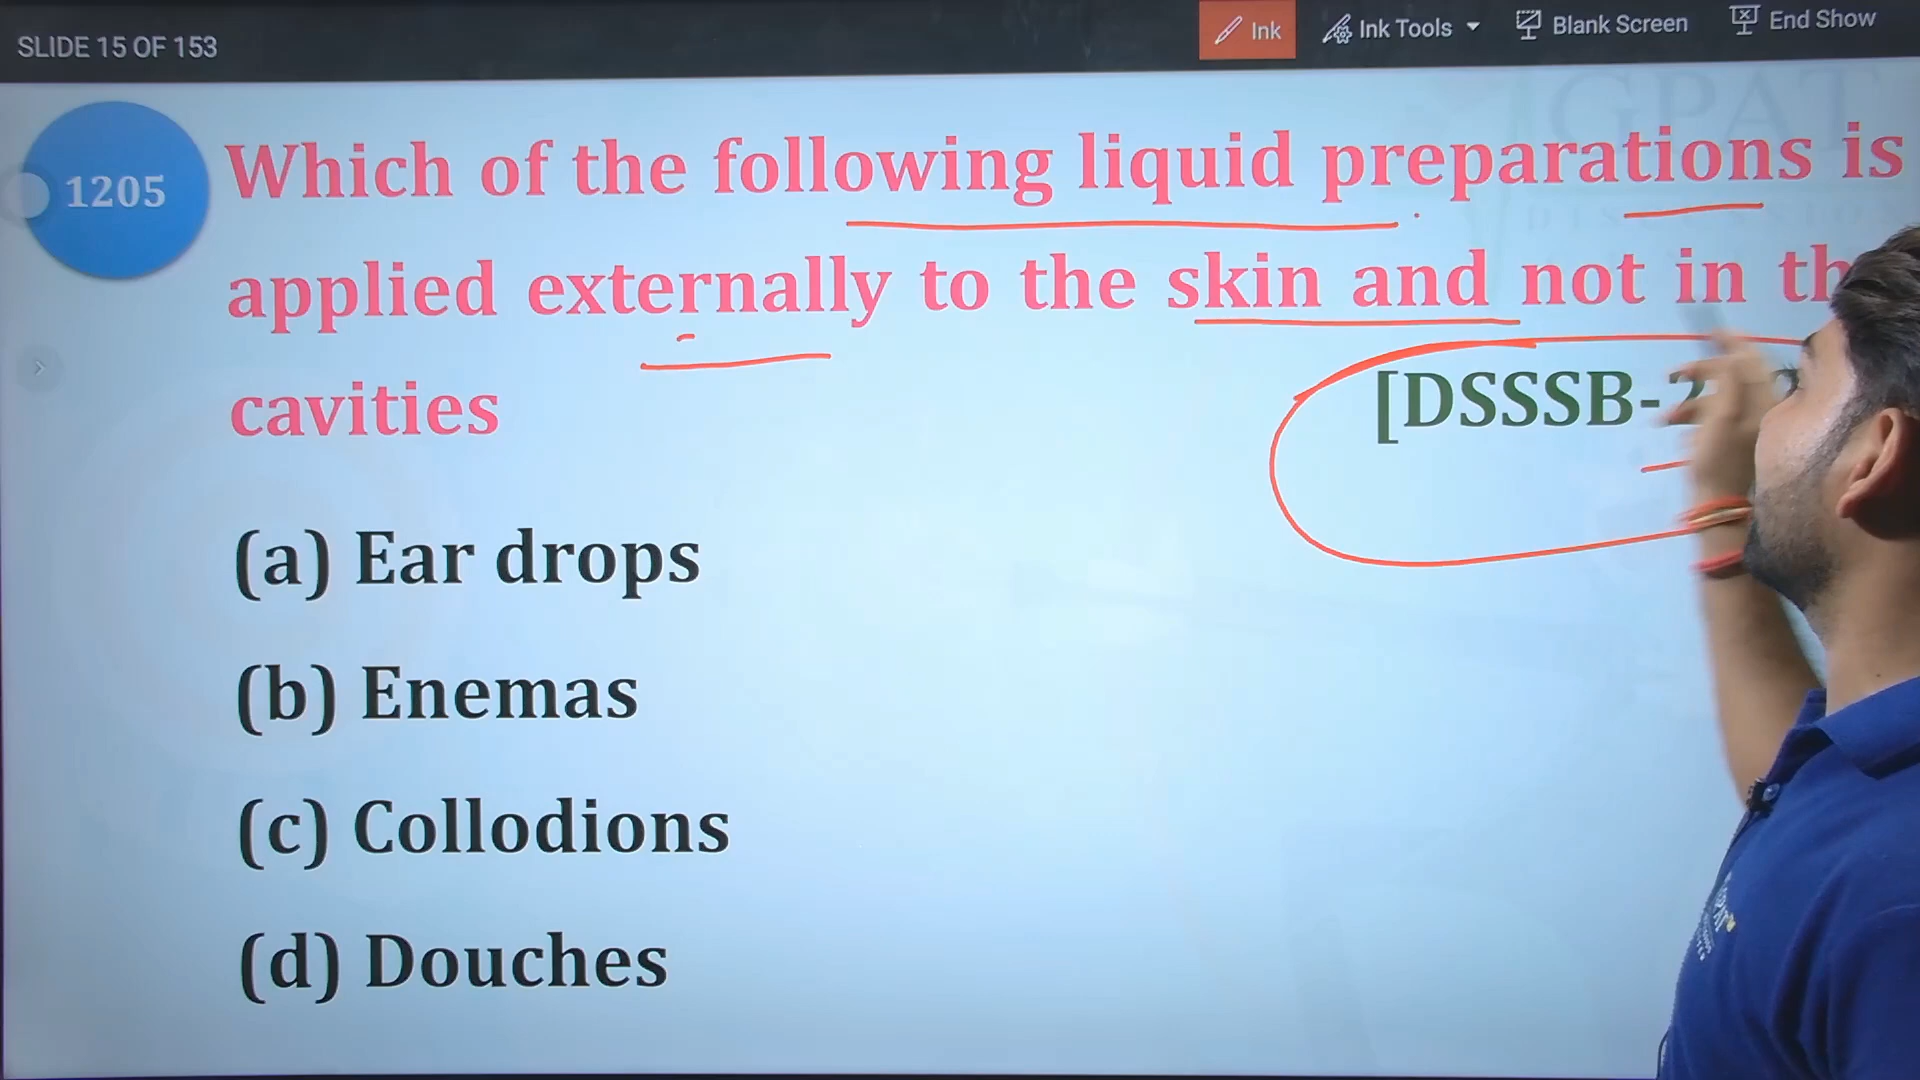 SLIDE 15 OF 153
Ink
Ink Tools
Blank Screen
End Show
GPAT
1205
Which of the following liquid preparations is
applied externally to the skin and not in
cavities
[DSSSB-
(a) Ear drops
(b) Enemas
(c) Collodions
(d) Douches